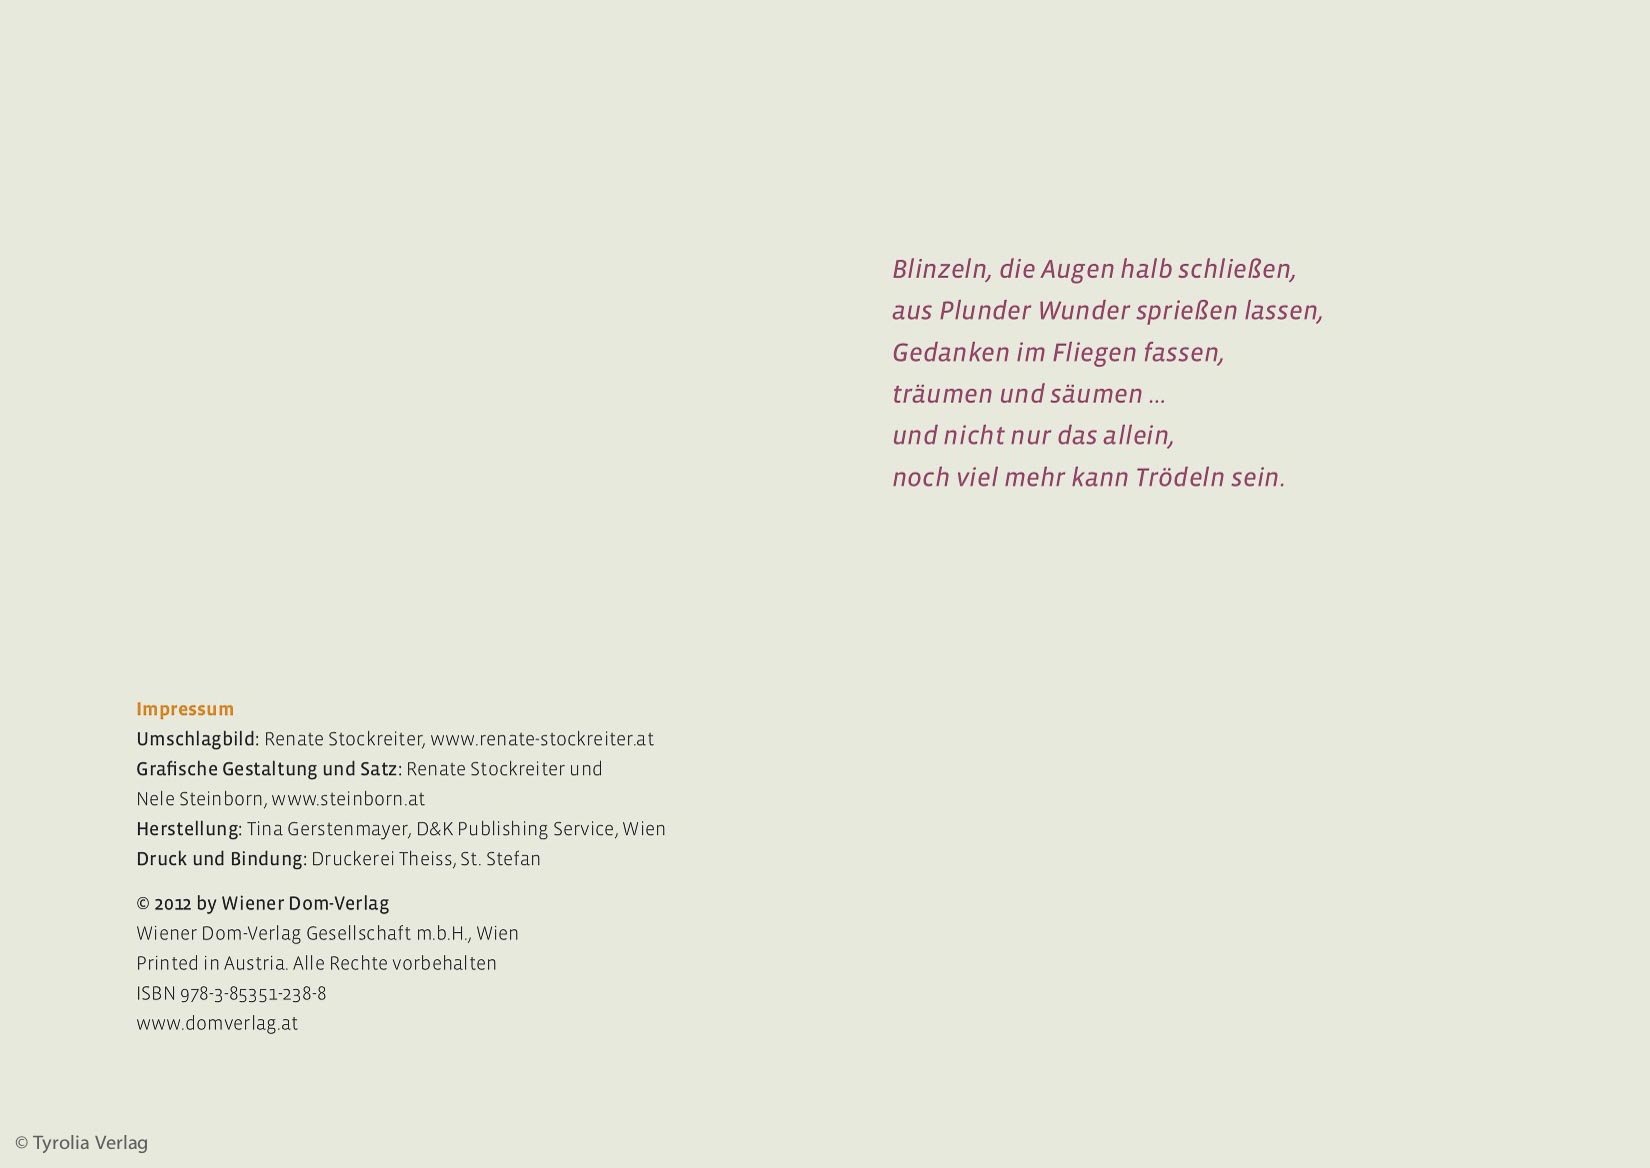 Impressum
Umschlagbild: Renate Stockreiter, www.renate-stockreiter.at
Grafische Gestaltung und Satz: Renate Stockreiter und
Nele Steinborn, www.steinborn.at
Herstellung: Tina Gerstenmayer, D&K Publishing Service, Wien
Druck und Bindung: Druckerei Theiss, St. Stefan
© 2012 by Wiener Dom-Verlag
Wiener Dom-Verlag Gesellschaft m.b.H., Wien
Printed in Austria. Alle Rechte vorbehalten
ISBN 978-3-85351-238-8
www.domverlag.at
© Tyrolia Verlag
Blinzeln, die Augen halb schließen,
aus Plunder Wunder sprießen lassen,
Gedanken im Fliegen fassen,
träumen und säumen ...
und nicht nur das allein,
noch viel mehr kann Trödeln sein.